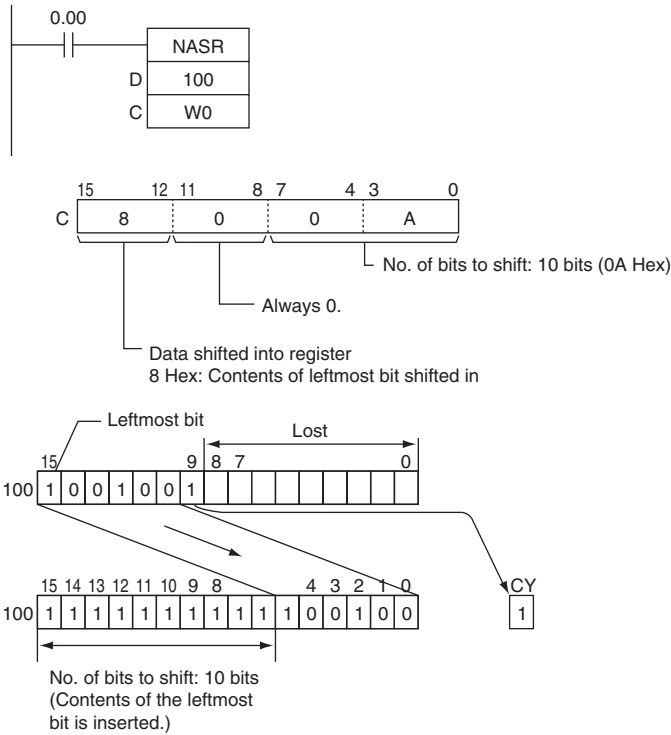 0.00
NASR
D 100
C W0
15 12 11 8 7 4 3 0
C 8 0 0 A
No. of bits to shift: 10 bits (0A Hex)
Always 0.
Data shifted into register
8 Hex: Contents of leftmost bit shifted in
Leftmost bit
Lost
15 9 8 7 0
100 1 0 0 1 0 0 1
15 14 13 12 11 10 9 8 4 3 2 1 0 CY
100 1 1 1 1 1 1 1 1 1 1 1 0 0 1 0 0 1
No. of bits to shift: 10 bits
(Contents of the leftmost
bit is inserted.)